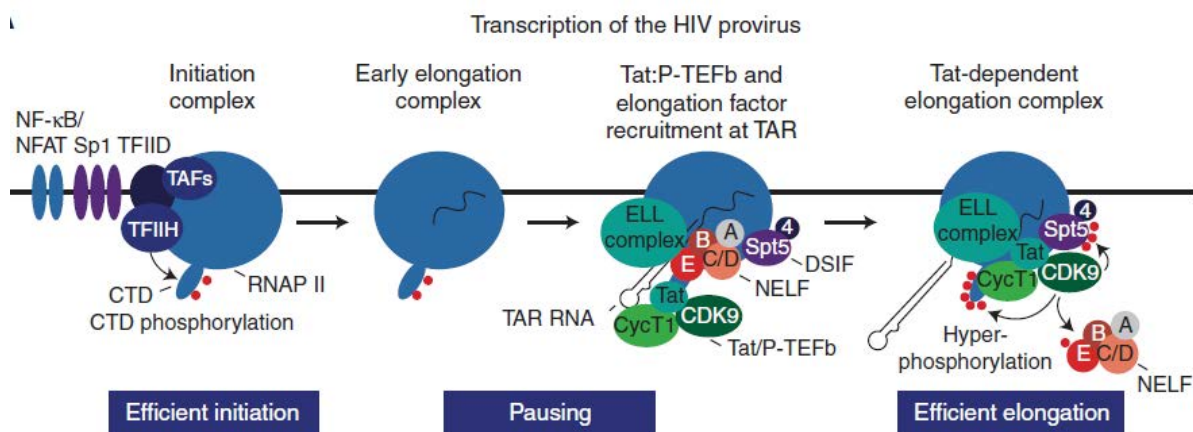 Transcription of the HIV provirus
Initiation
complex
Early elongation
complex
Tat:P-TEFb and
elongation factor
recruitment at TAR
Tat-dependent
elongation complex
NF-κB/
NFAT Sp1 TFIID
TAFs
TFIIH
CTD
RNAP II
CTD phosphorylation
ELL
complex
B
A
E
C/D
4
Spt5
DSIF
NELF
TAR RNA
Tat
CycT1
CDK9
Tat/P-TEFb
ELL
complex
4
Spt5
Tat
CycT1
CDK9
Hyper-
phosphorylation
B
A
E
C/D
NELF
Efficient initiation
Pausing
Efficient elongation